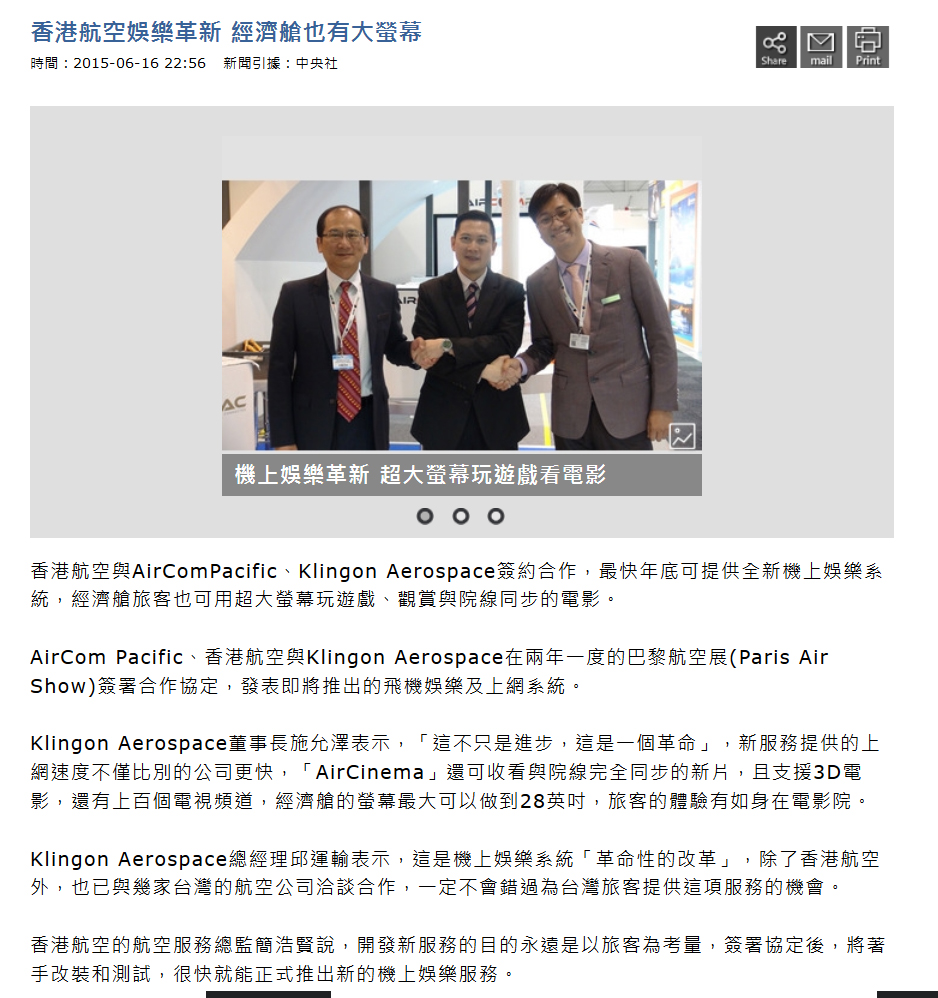 香港航空娛樂革新 經濟艙也有大螢幕
時間：2015-06-16 22:56 新聞引據：中央社
Share
mail
Print
AIRCOMP
AIR
AC
機上娛樂革新 超大螢幕玩遊戲看電影
香港航空與AirComPacific、Klingon Aerospace簽約合作，最快年底可提供全新機上娛樂系
統，經濟艙旅客也可用超大螢幕玩遊戲、觀賞與院線同步的電影。
AirCom Pacific、香港航空與Klingon Aerospace在兩年一度的巴黎航空展(Paris Air
Show)簽署合作協定，發表即將推出的飛機娛樂及上網系統。
Klingon Aerospace董事長施允澤表示，「這不只是進步，這是一個革命」，新服務提供的上
網速度不僅比別的公司更快，「AirCinema」還可收看與院線完全同步的新片，且支援3D電
影，還有上百個電視頻道，經濟艙的螢幕最大可以做到28英吋，旅客的體驗有如身在電影院。
Klingon Aerospace總經理邱運輸表示，這是機上娛樂系統「革命性的改革」，除了香港航空
外，也已與幾家台灣的航空公司洽談合作，一定不會錯過為台灣旅客提供這項服務的機會。
香港航空的航空服務總監簡浩賢說，開發新服務的目的永遠是以旅客為考量，簽署協定後，將著
手改裝和測試，很快就能正式推出新的機上娛樂服務。